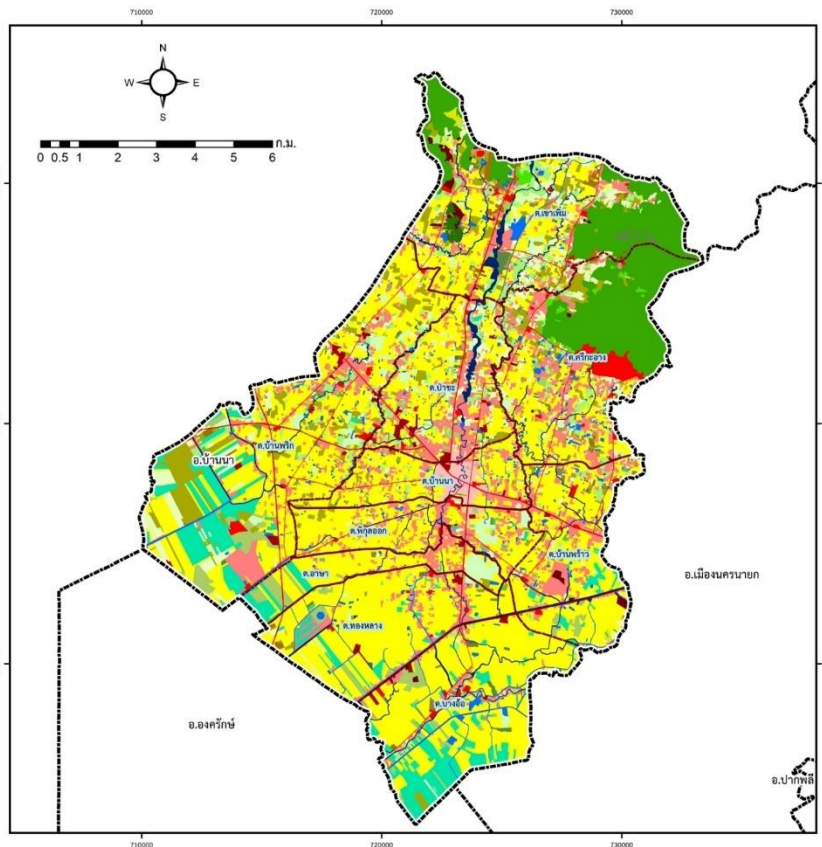 710000 720000 730000
N
W E
S
ก.ม.
0 0.5 1 2 3 4 5 6
ต.เขาเพิ่ม
ต.ศรีกะอาง
ต.ป่าขะ
ต.บ้านพริก
อ.บ้านนา
ต.บ้านนา
ต.พิกุลออก
ต.บ้านพร้าว
ต.อาษา
อ.เมืองนครนายก
ต.ทองหลาง
ต.บางอ้อ
อ.องครักษ์
อ.ปากพลี
710000 720000 730000